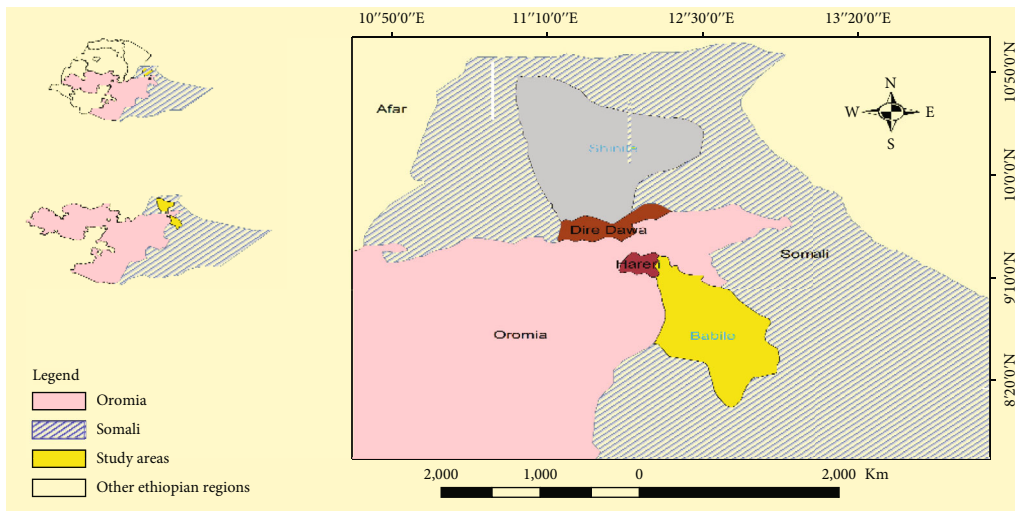 10"50'0"E 11"10'0"E 12"30'0"E 13"20'0"E
10"50'0"N
10"0'0"N
9"10'0"N
8"20'0"N
N
W E
S
Afar
Shinile
Dire Dawa
Hareri
Somali
Oromia
Babile
Legend
Oromia
Somali
Study areas
Other ethiopian regions
2,000 1,000 0 2,000 Km